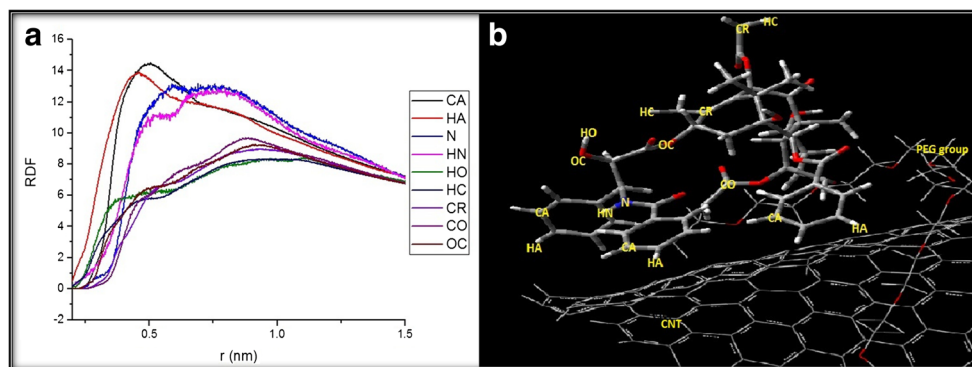 a
16
14
12
10
8
6
4
2
0
-2
RDF
0.5
1.0
1.5
r (nm)
CA
HA
N
HN
HO
HC
CR
CO
OC
b
HC
CR
HC
CR
HO
OC
OC
PEG group
CO
CA
HN
N
CA
HA
HA
CA
HA
CNT